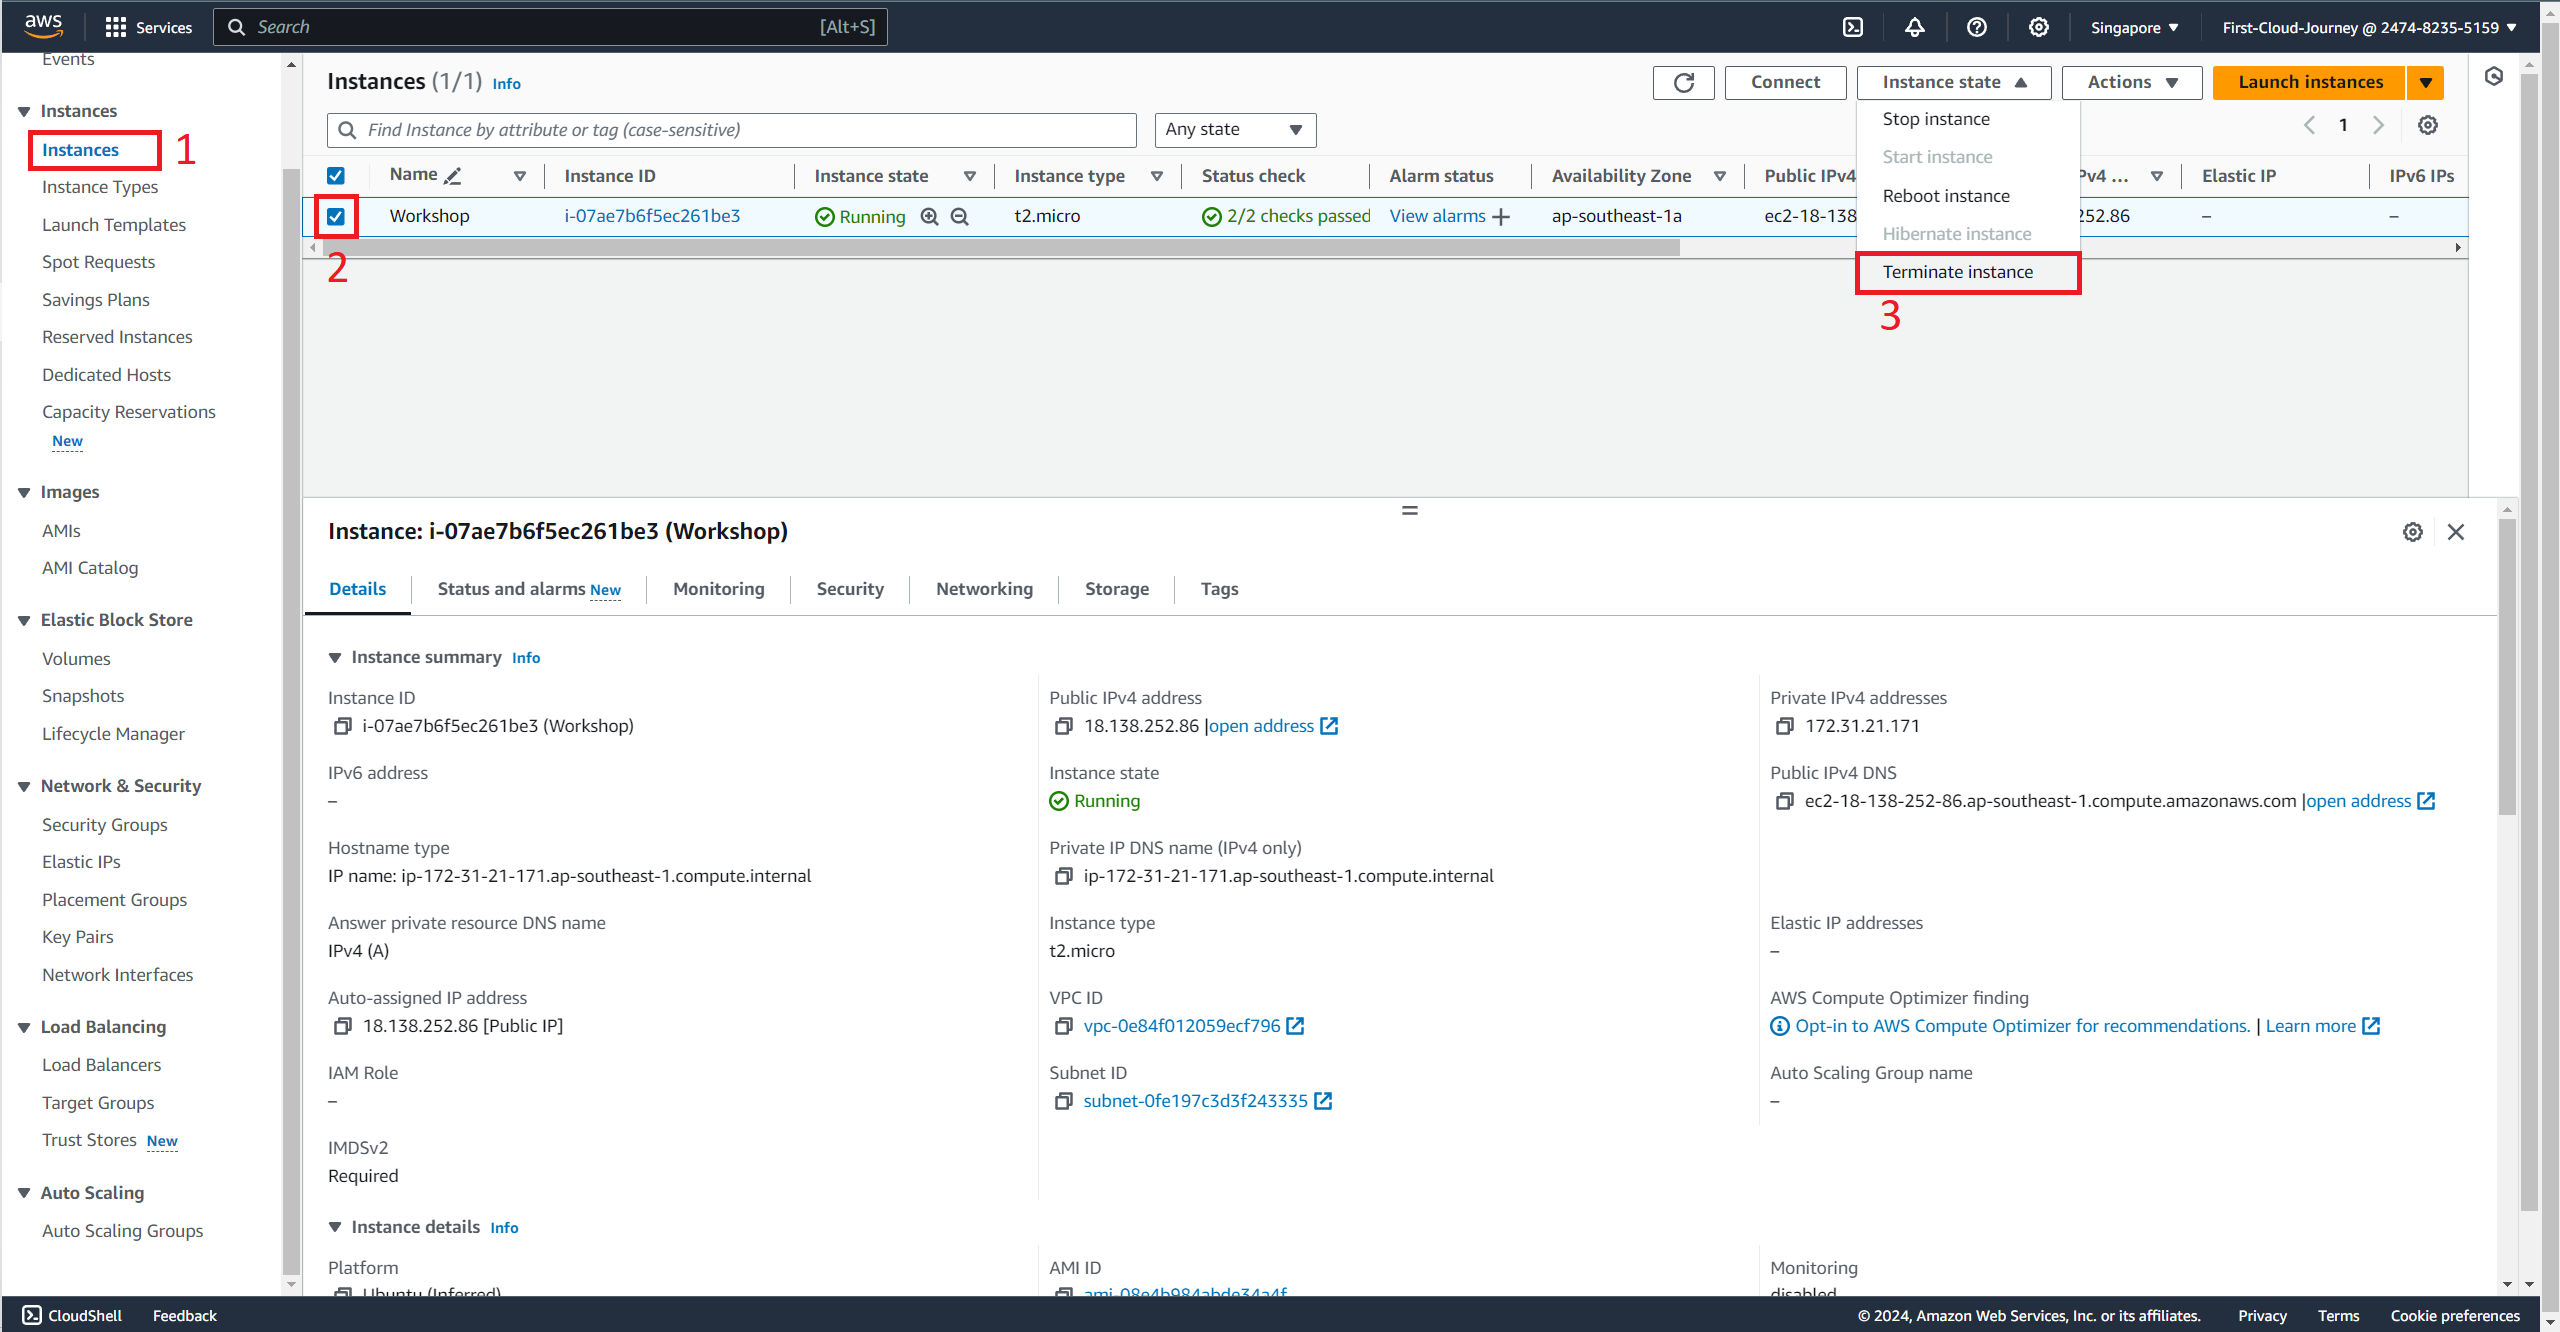 aws
Services
Search [Alt+S]
Singapore
First-Cloud-Journey @ 2474-8235-5159
Events
Instances
Instances
1
Instance Types
Launch Templates
Spot Requests
Savings Plans
Reserved Instances
Dedicated Hosts
Capacity Reservations
New
Images
AMIs
AMI Catalog
Elastic Block Store
Volumes
Snapshots
Lifecycle Manager
Network & Security
Security Groups
Elastic IPs
Placement Groups
Key Pairs
Network Interfaces
Load Balancing
Load Balancers
Target Groups
Trust Stores New
Auto Scaling
Auto Scaling Groups
Instances (1/1) Info
Connect
Instance state
Actions
Launch instances
Find Instance by attribute or tag (case-sensitive)
Any state
1
Stop instance
Start instance
Reboot instance
Hibernate instance
Terminate instance
3
Name Instance ID Instance state Instance type Status check Alarm status Availability Zone Public IPv4 Pv4 ... Elastic IP IPv6 IPs
Workshop i-07ae7b6f5ec261be3 Running t2.micro 2/2 checks passed View alarms ap-southeast-1a ec2-18-138 252.86 – –
2
Instance: i-07ae7b6f5ec261be3 (Workshop)
Details Status and alarms New Monitoring Security Networking Storage Tags
Instance summary Info
Instance ID
i-07ae7b6f5ec261be3 (Workshop)
Public IPv4 address
18.138.252.86 |open address
Private IPv4 addresses
172.31.21.171
IPv6 address
–
Instance state
Running
Public IPv4 DNS
ec2-18-138-252-86.ap-southeast-1.compute.amazonaws.com |open address
Hostname type
IP name: ip-172-31-21-171.ap-southeast-1.compute.internal
Private IP DNS name (IPv4 only)
ip-172-31-21-171.ap-southeast-1.compute.internal
Answer private resource DNS name
IPv4 (A)
Instance type
t2.micro
Elastic IP addresses
–
Auto-assigned IP address
18.138.252.86 [Public IP]
VPC ID
vpc-0e84f012059ecf796
AWS Compute Optimizer finding
Opt-in to AWS Compute Optimizer for recommendations. | Learn more
IAM Role
–
Subnet ID
subnet-0fe197c3d3f243335
Auto Scaling Group name
–
IMDSv2
Required
Instance details Info
Platform
Ubuntu (Inferred)
AMI ID
ami-08e4b984abde34a4f
Monitoring
disabled
CloudShell Feedback
© 2024, Amazon Web Services, Inc. or its affiliates. Privacy Terms Cookie preferences